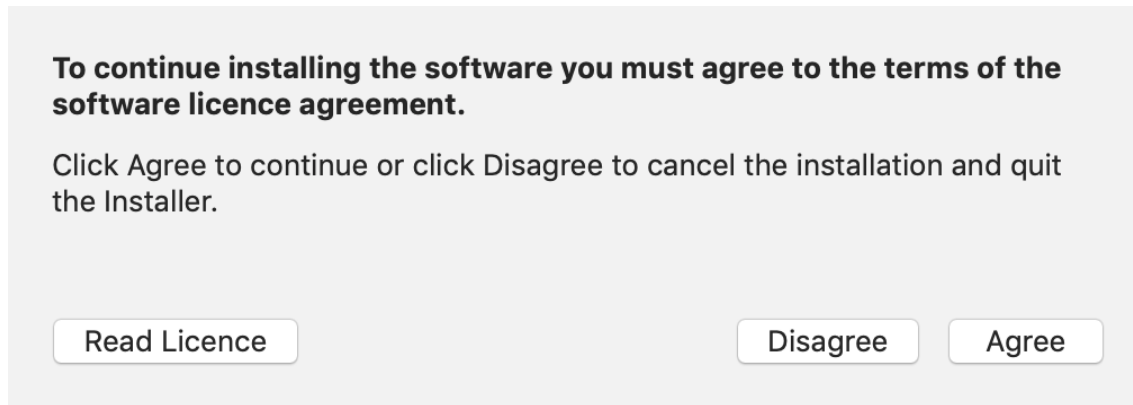 To continue installing the software you must agree to the terms of the
software licence agreement.
Click Agree to continue or click Disagree to cancel the installation and quit
the Installer.
Read Licence
Disagree
Agree